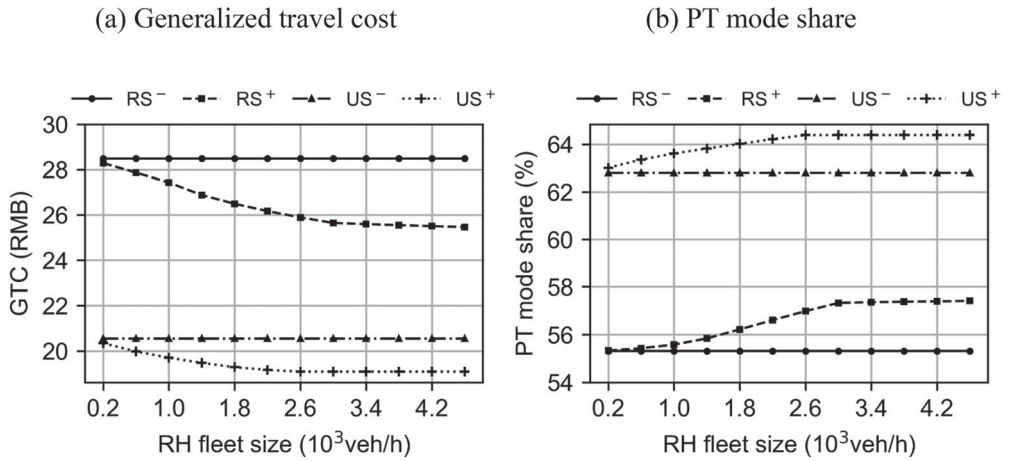 (a) Generalized travel cost
RS⁻ RS⁺ US⁻ US⁺
30
28
26
24
22
20
GTC (RMB)
0.2 1.0 1.8 2.6 3.4 4.2
RH fleet size (10³veh/h)
(b) PT mode share
RS⁻ RS⁺ US⁻ US⁺
64
62
60
58
56
54
PT mode share (%)
0.2 1.0 1.8 2.6 3.4 4.2
RH fleet size (10³veh/h)